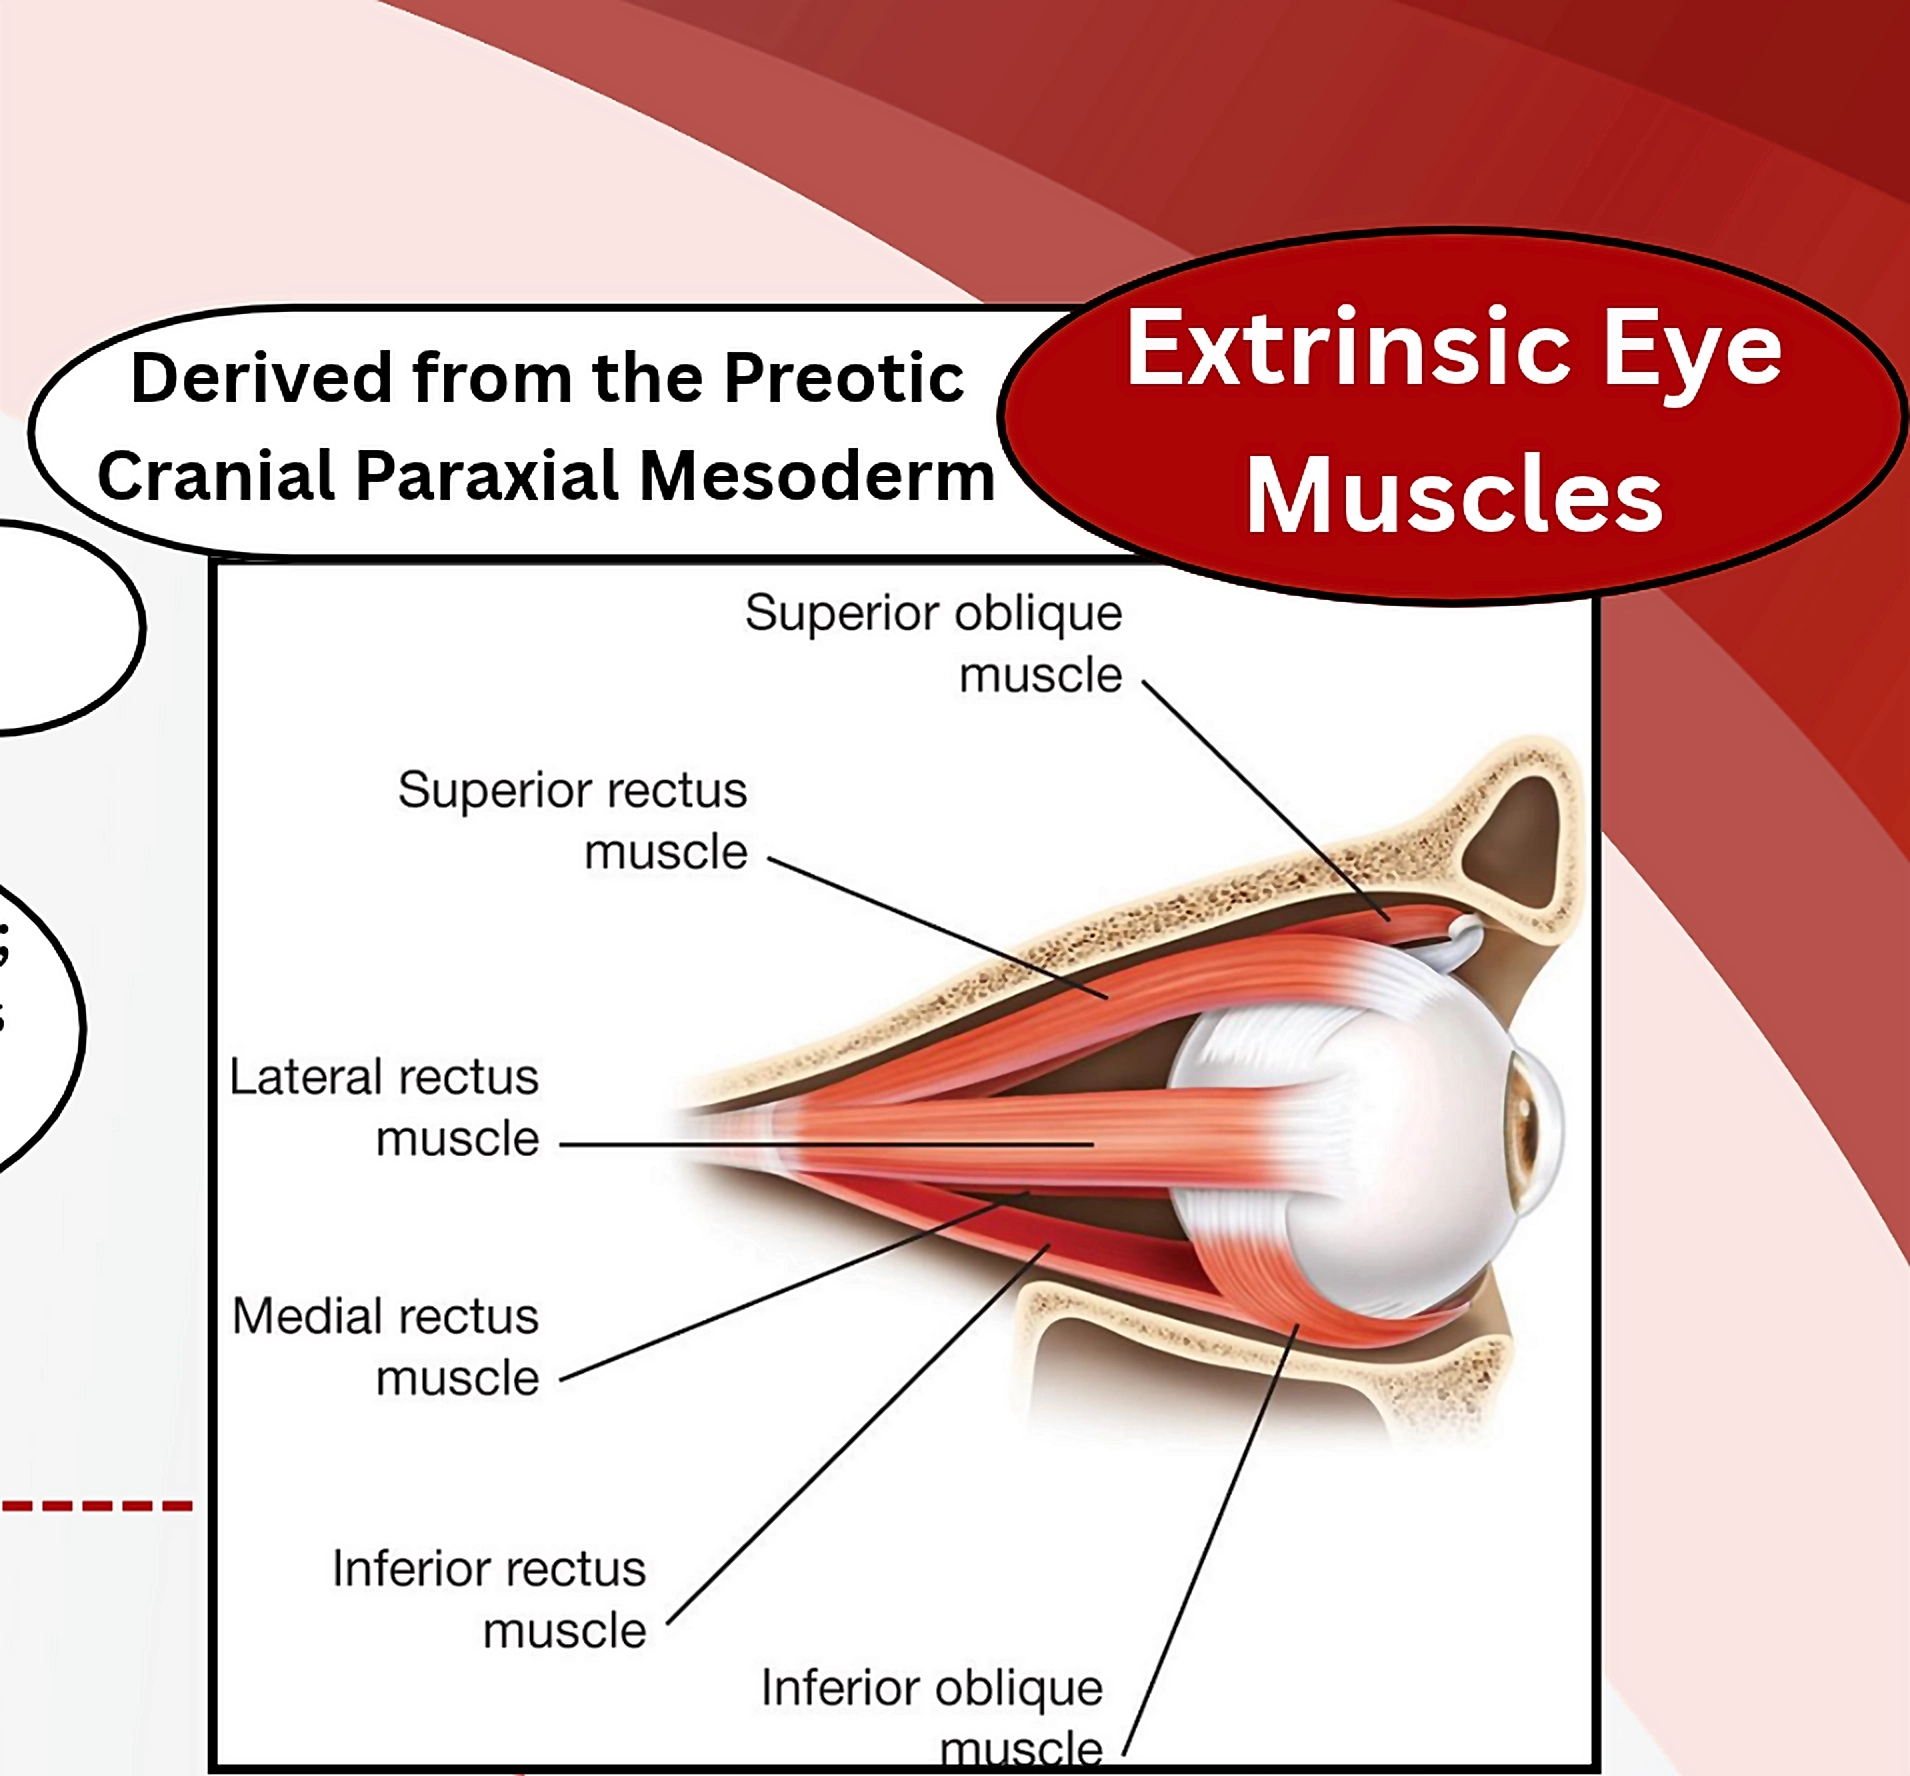 Extrinsic Eye
Muscles
Derived from the Preotic
Cranial Paraxial Mesoderm
Superior oblique
muscle
Superior rectus
muscle
Lateral rectus
muscle
Medial rectus
muscle
Inferior rectus
muscle
Inferior oblique
muscle